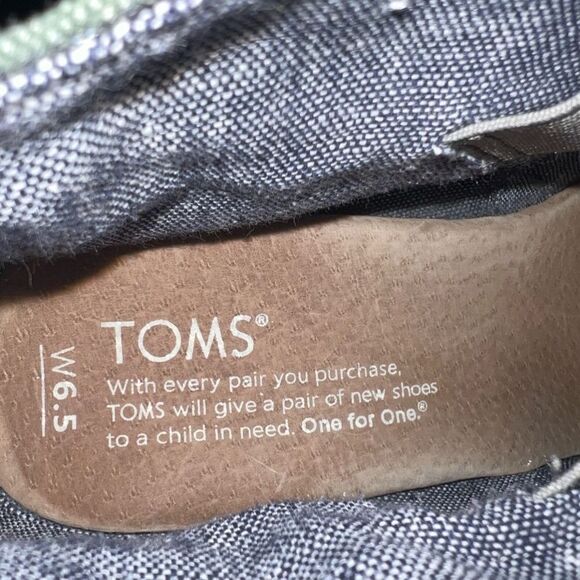 W6.5
TOMS®
With every pair you purchase,
TOMS will give a pair of new shoes
to a child in need. One for One.®